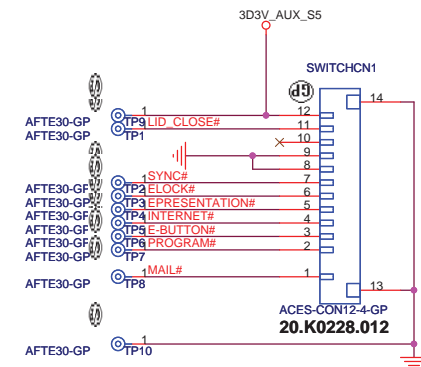 3D3V_AUX_S5
SWITCHCN1
GP
14
1 12
AFTE30-GP TP9 LID_CLOSE# 11
AFTE30-GP TP1 10
9
8
1 SYNC# 7
AFTE30-GP TP2 ELOCK# 6
AFTE30-GP TP3 EPRESENTATION# 5
AFTE30-GP TP4 INTERNET# 4
AFTE30-GP TP5 E-BUTTON# 3
AFTE30-GP TP6 PROGRAM# 2
AFTE30-GP TP7
1 MAIL# 1
AFTE30-GP TP8
13
ACES-CON12-4-GP
20.K0228.012
1
AFTE30-GP TP10